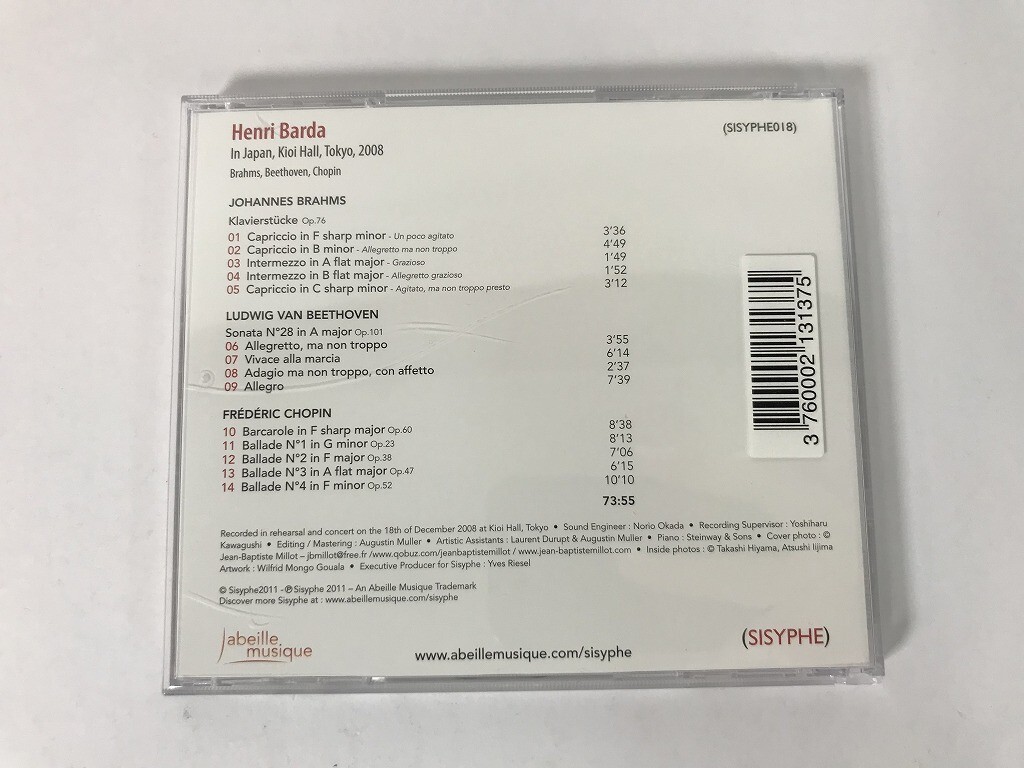 Henri Barda
(SISYPHE018)
In Japan, Kioi Hall, Tokyo, 2008
Brahms, Beethoven, Chopin
JOHANNES BRAHMS
Klavierstücke Op.76
01 Capriccio in F sharp minor - Un poco agitato 3'36
02 Capriccio in B minor - Allegretto ma non troppo 4'49
03 Intermezzo in A flat major - Grazioso 1'49
04 Intermezzo in B flat major - Allegretto grazioso 1'52
05 Capriccio in C sharp minor - Agitato, ma non troppo presto 3'12
LUDWIG VAN BEETHOVEN
Sonata N°28 in A major Op.101
06 Allegretto, ma non troppo 3'55
07 Vivace alla marcia 6'14
08 Adagio ma non troppo, con affetto 2'37
09 Allegro 7'39
FRÉDÉRIC CHOPIN
10 Barcarole in F sharp major Op.60 8'38
11 Ballade N°1 in G minor Op.23 8'13
12 Ballade N°2 in F major Op.38 7'06
13 Ballade N°3 in A flat major Op.47 6'15
14 Ballade N°4 in F minor Op.52 10'10
73:55
3 760002 131375
Recorded in rehearsal and concert on the 18th of December 2008 at Kioi Hall, Tokyo • Sound Engineer : Norio Okada • Recording Supervisor : Yoshiharu
Kawagushi • Editing / Mastering : Augustin Muller • Artistic Assistants : Laurent Durupt & Augustin Muller • Piano : Steinway & Sons • Cover photo : ©
Jean-Baptiste Millot – jbmillot@free.fr /www.qobuz.com/jeanbaptistemillot / www.jean-baptistemillot.com • Inside photos : © Takashi Hiyama, Atsushi Iijima
Artwork : Wilfrid Mongo Gouala • Executive Producer for Sisyphe : Yves Riesel
© Sisyphe2011 - ℗ Sisyphe 2011 – An Abeille Musique Trademark
Discover more Sisyphe at : www.abeillemusique.com/sisyphe
abeille
musique
www.abeillemusique.com/sisyphe
(SISYPHE)